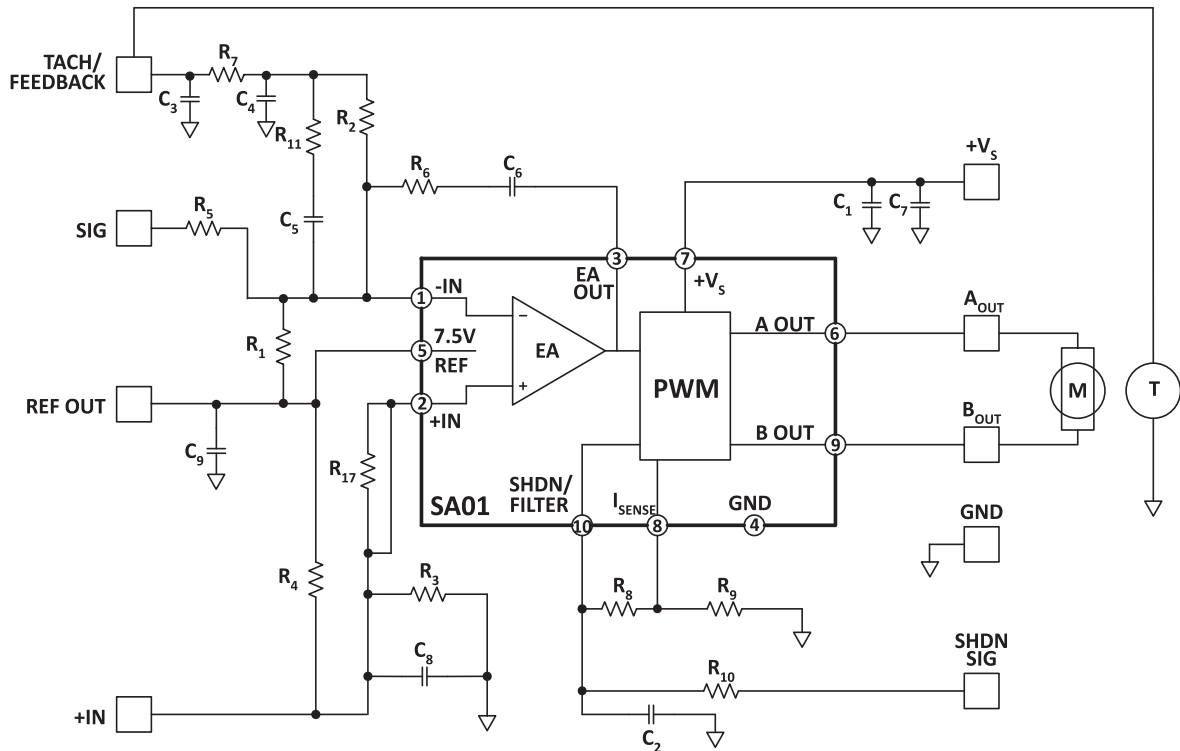 TACH/
FEEDBACK
R7
C3
C4
R11
R2
R6
C6
+VS
C1
C7
SIG
R5
C5
3
7
EA
OUT
+VS
1
-IN
5
7.5V
REF
EA
−
+
2
+IN
PWM
A OUT
6
AOUT
B OUT
9
BOUT
M
T
R1
REF OUT
C9
R17
SHDN/
FILTER
ISENSE
GND
SA01
10
8
4
GND
R4
R3
R8
R9
C8
SHDN
SIG
R10
C2
+IN